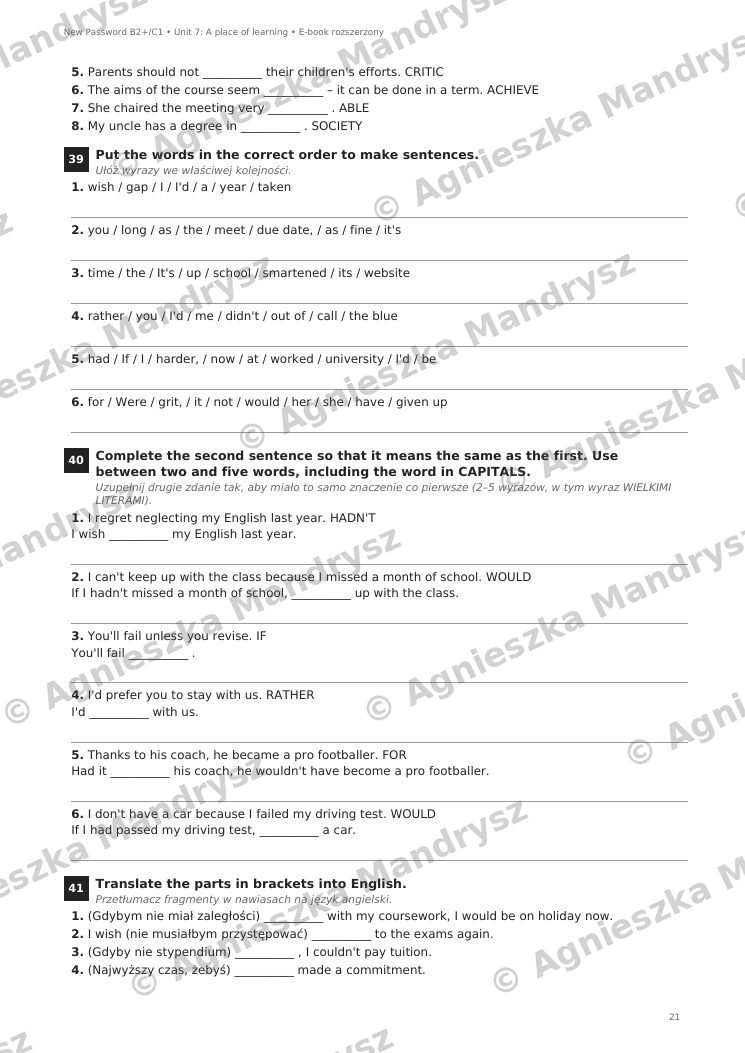 New Password B2+/C1 • Unit 7: A place of learning • E-book rozszerzony
5. Parents should not __________ their children's efforts. CRITIC
6. The aims of the course seem __________ – it can be done in a term. ACHIEVE
7. She chaired the meeting very __________ . ABLE
8. My uncle has a degree in __________ . SOCIETY
39 Put the words in the correct order to make sentences.
Ułóż wyrazy we właściwej kolejności.
1. wish / gap / I / I'd / a / year / taken
2. you / long / as / the / meet / due date, / as / fine / it's
3. time / the / It's / up / school / smartened / its / website
4. rather / you / I'd / me / didn't / out of / call / the blue
5. had / If / I / harder, / now / at / worked / university / I'd / be
6. for / Were / grit, / it / not / would / her / she / have / given up
40 Complete the second sentence so that it means the same as the first. Use
between two and five words, including the word in CAPITALS.
Uzupełnij drugie zdanie tak, aby miało to samo znaczenie co pierwsze (2–5 wyrazów, w tym wyraz WIELKIMI
LITERAMI).
1. I regret neglecting my English last year. HADN'T
I wish __________ my English last year.
2. I can't keep up with the class because I missed a month of school. WOULD
If I hadn't missed a month of school, __________ up with the class.
3. You'll fail unless you revise. IF
You'll fail __________ .
4. I'd prefer you to stay with us. RATHER
I'd __________ with us.
5. Thanks to his coach, he became a pro footballer. FOR
Had it __________ his coach, he wouldn't have become a pro footballer.
6. I don't have a car because I failed my driving test. WOULD
If I had passed my driving test, __________ a car.
41 Translate the parts in brackets into English.
Przetłumacz fragmenty w nawiasach na język angielski.
1. (Gdybym nie miał zaległości) __________ with my coursework, I would be on holiday now.
2. I wish (nie musiałbym przystępować) __________ to the exams again.
3. (Gdyby nie stypendium) __________ , I couldn't pay tuition.
4. (Najwyższy czas, żebyś) __________ made a commitment.
21
© Agnieszka Mandrysz